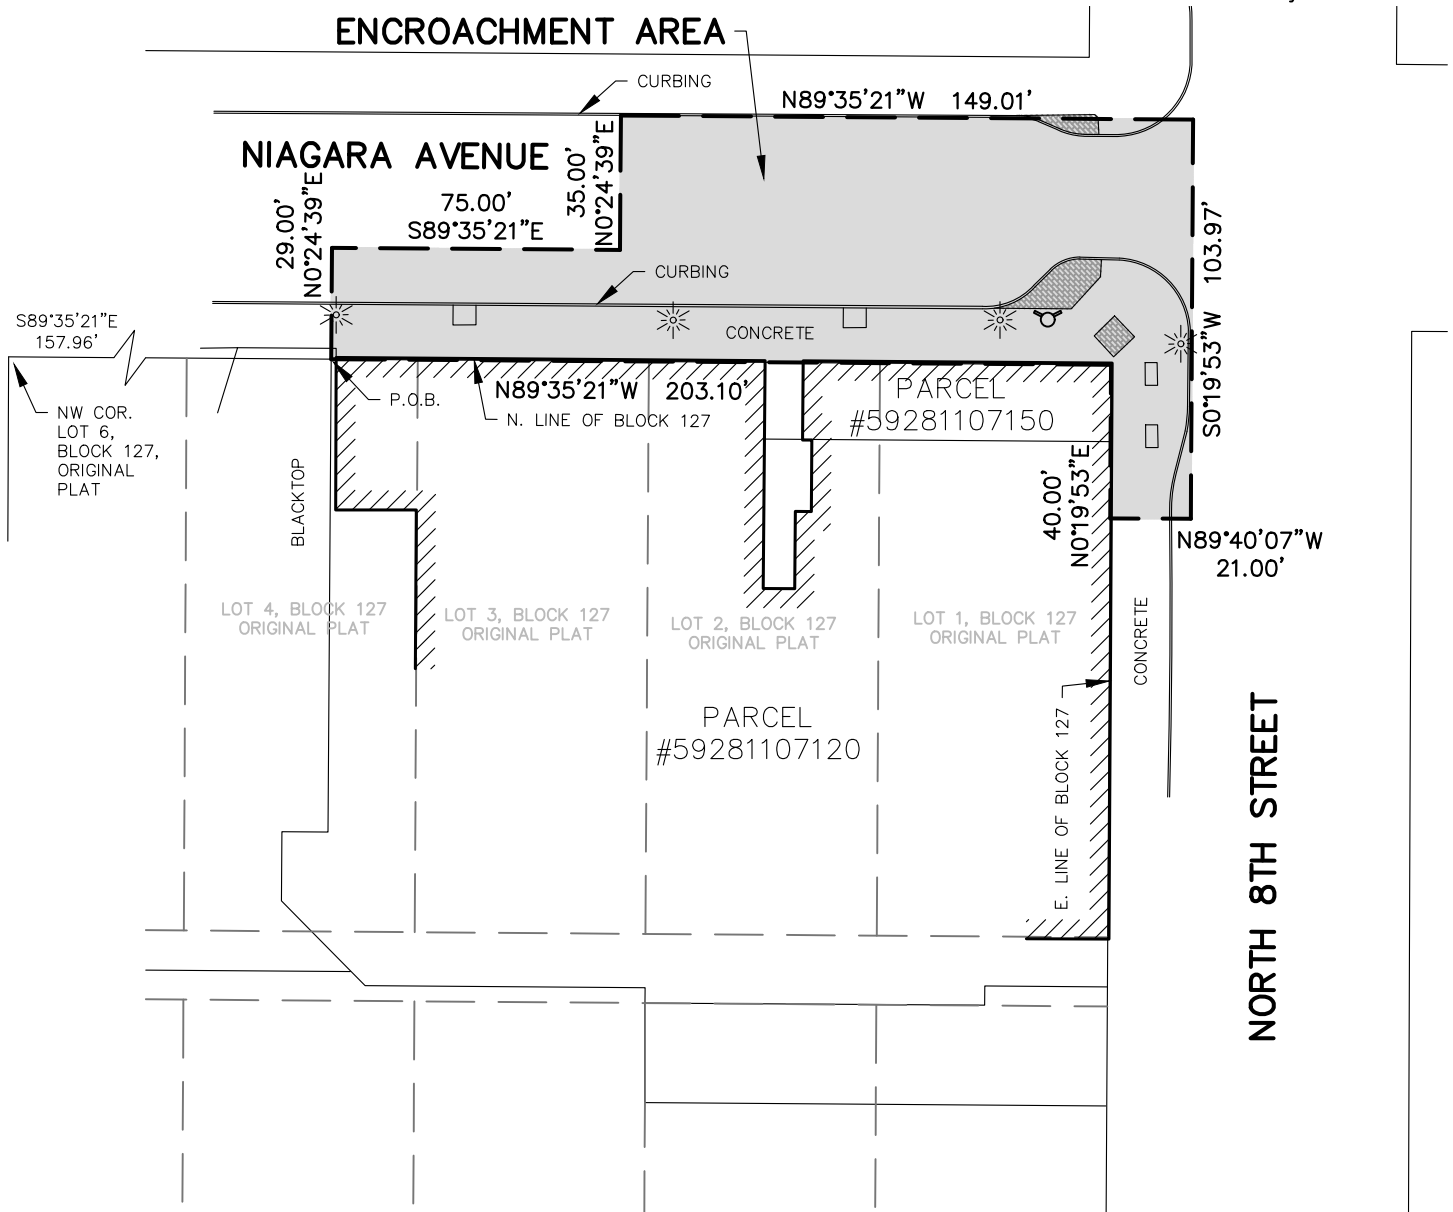 ENCROACHMENT AREA
CURBING
N89°35'21"W 149.01'
NIAGARA AVENUE
35.00'
N0°24'39"E
75.00'
S89°35'21"E
29.00'
N0°24'39"E
CURBING
S89°35'21"E
157.96'
CONCRETE
S0°19'53"W 103.97'
P.O.B.
N89°35'21"W 203.10'
N. LINE OF BLOCK 127
PARCEL
#59281107150
NW COR.
LOT 6,
BLOCK 127,
ORIGINAL
PLAT
BLACKTOP
40.00'
N0°19'53"E
N89°40'07"W
21.00'
LOT 4, BLOCK 127
ORIGINAL PLAT
LOT 3, BLOCK 127
ORIGINAL PLAT
LOT 2, BLOCK 127
ORIGINAL PLAT
LOT 1, BLOCK 127
ORIGINAL PLAT
CONCRETE
PARCEL
#59281107120
E. LINE OF BLOCK 127
NORTH 8TH STREET